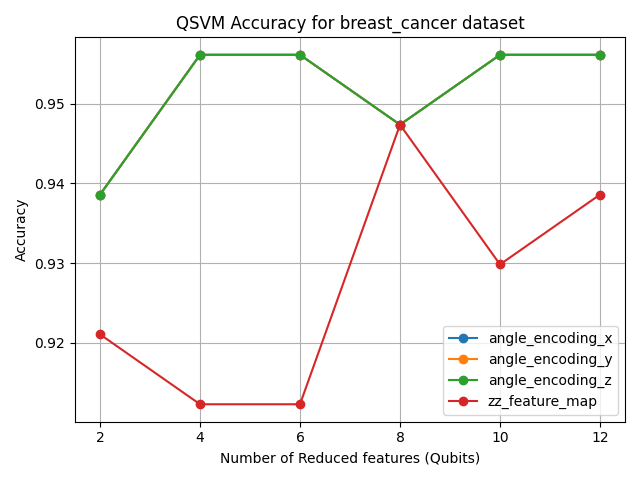 QSVM Accuracy for breast_cancer dataset
Accuracy
0.95
0.94
0.93
0.92
angle_encoding_x
angle_encoding_y
angle_encoding_z
zz_feature_map
2 4 6 8 10 12
Number of Reduced features (Qubits)